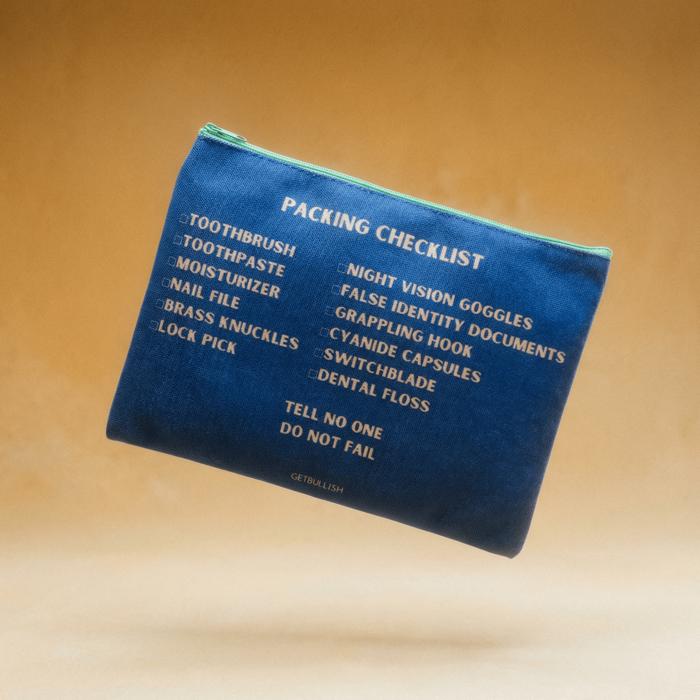 PACKING CHECKLIST
□TOOTHBRUSH
□TOOTHPASTE
□MOISTURIZER
□NAIL FILE
□BRASS KNUCKLES
□LOCK PICK
□NIGHT VISION GOGGLES
□FALSE IDENTITY DOCUMENTS
□GRAPPLING HOOK
□CYANIDE CAPSULES
□SWITCHBLADE
□DENTAL FLOSS
TELL NO ONE
DO NOT FAIL
GETBULLISH